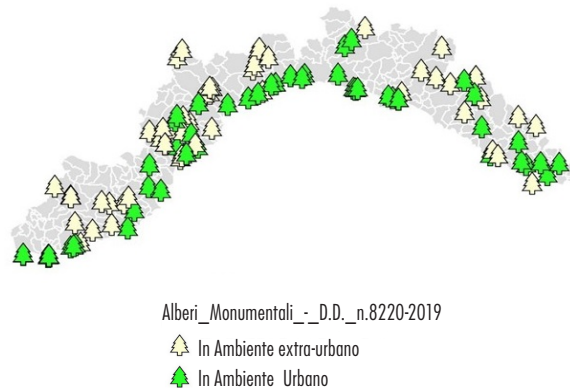 Alberi_Monumentali_-_D.D._n.8220-2019
In Ambiente extra-urbano
In Ambiente Urbano